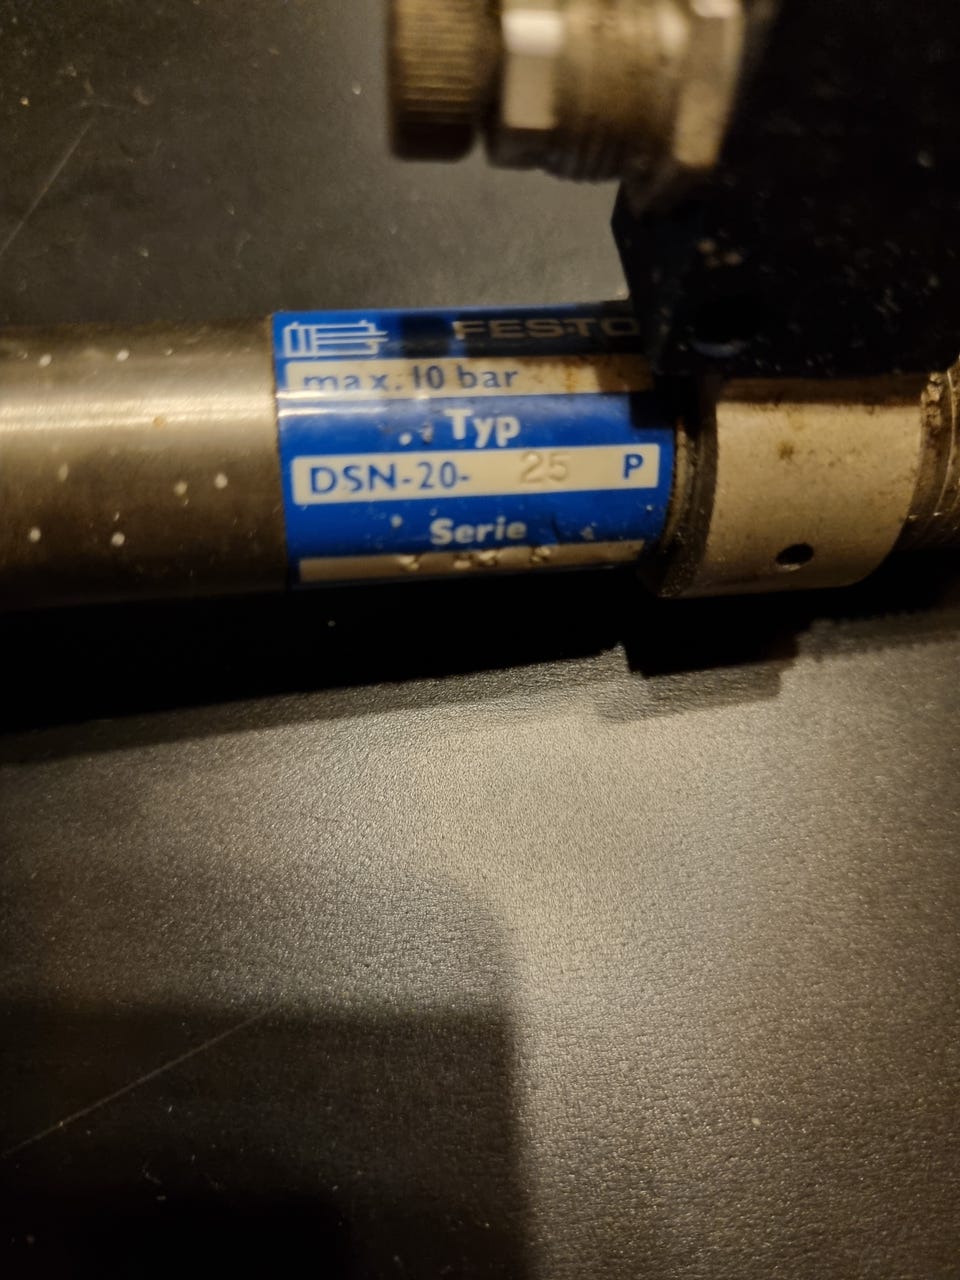 FESTO
max. 10 bar
Typ
DSN-20- 25 P
Serie